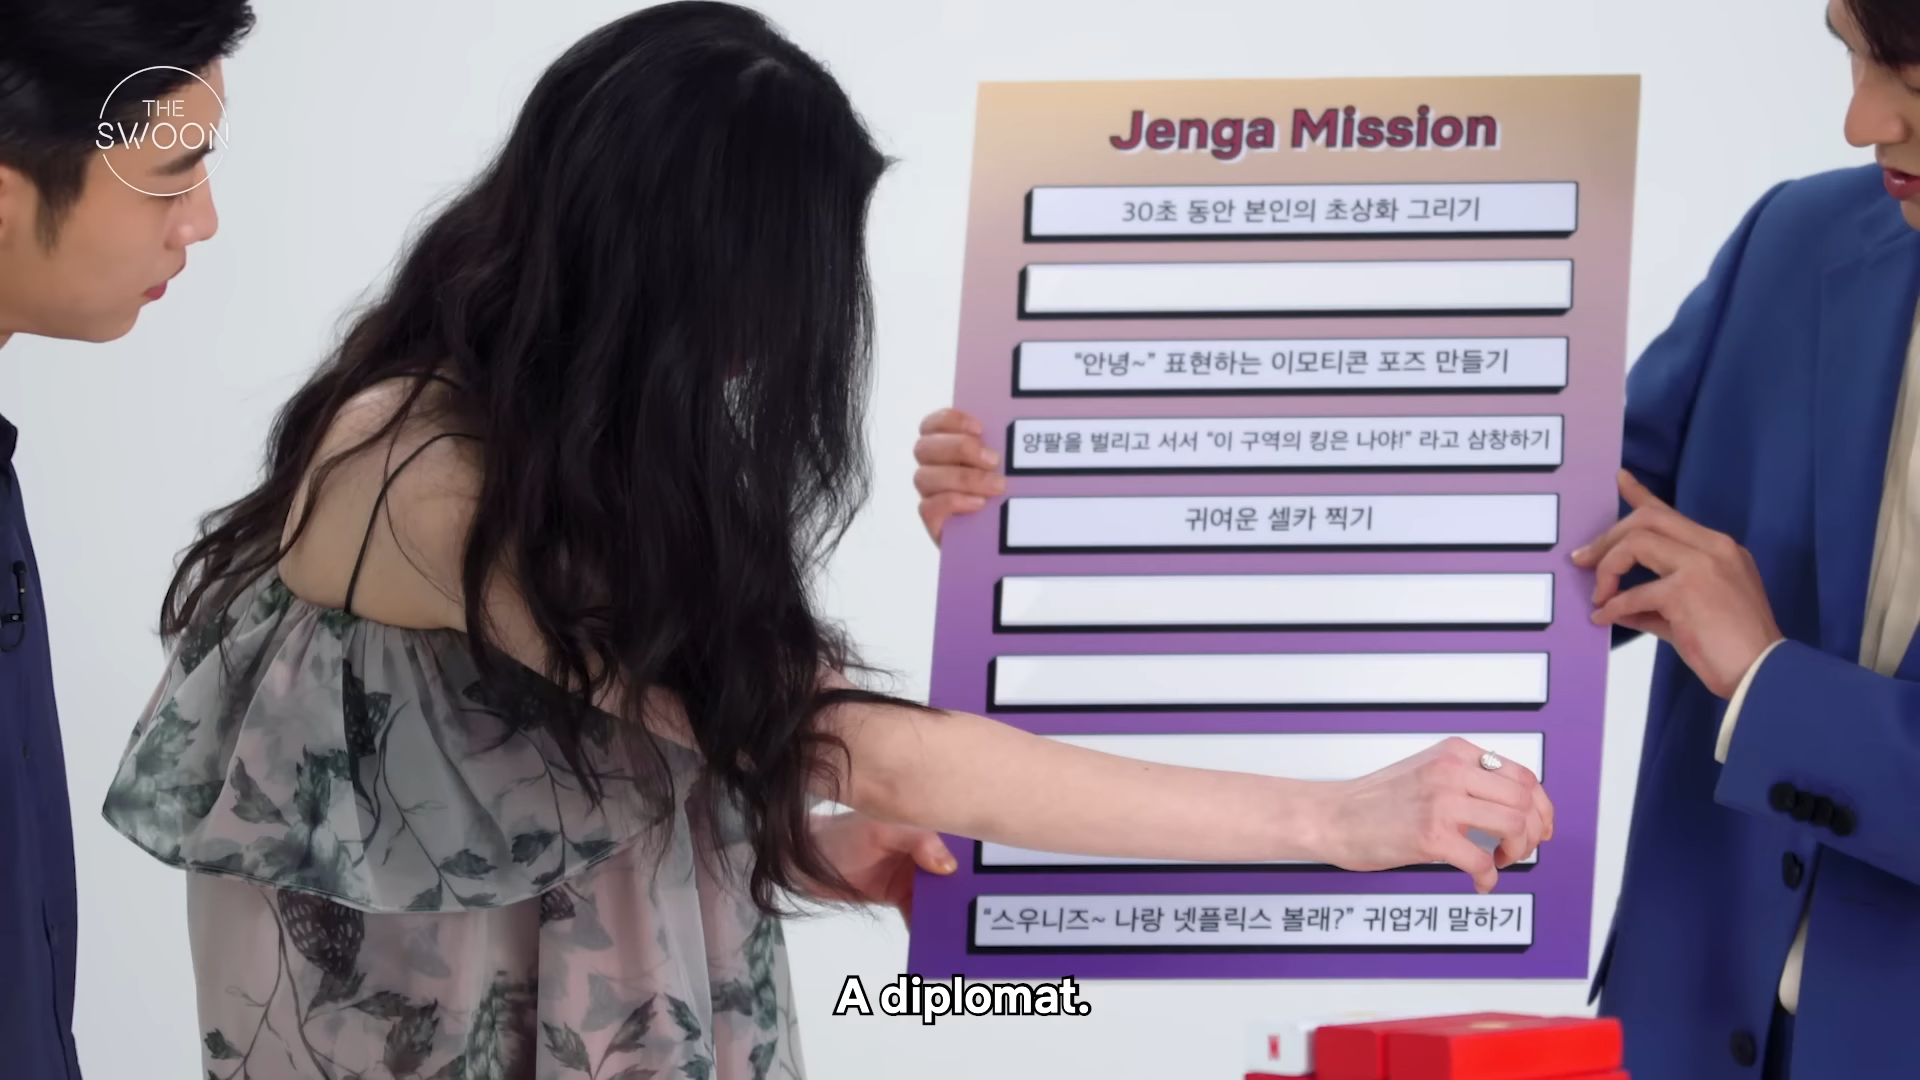 THE
SWOON
Jenga Mission
30초 동안 본인의 초상화 그리기
“안녕~” 표현하는 이모티콘 포즈 만들기
양팔을 벌리고 서서 “이 구역의 킹은 나야!” 라고 삼창하기
귀여운 셀카 찍기
“스우니즈~ 나랑 넷플릭스 볼래?” 귀엽게 말하기
A diplomat.